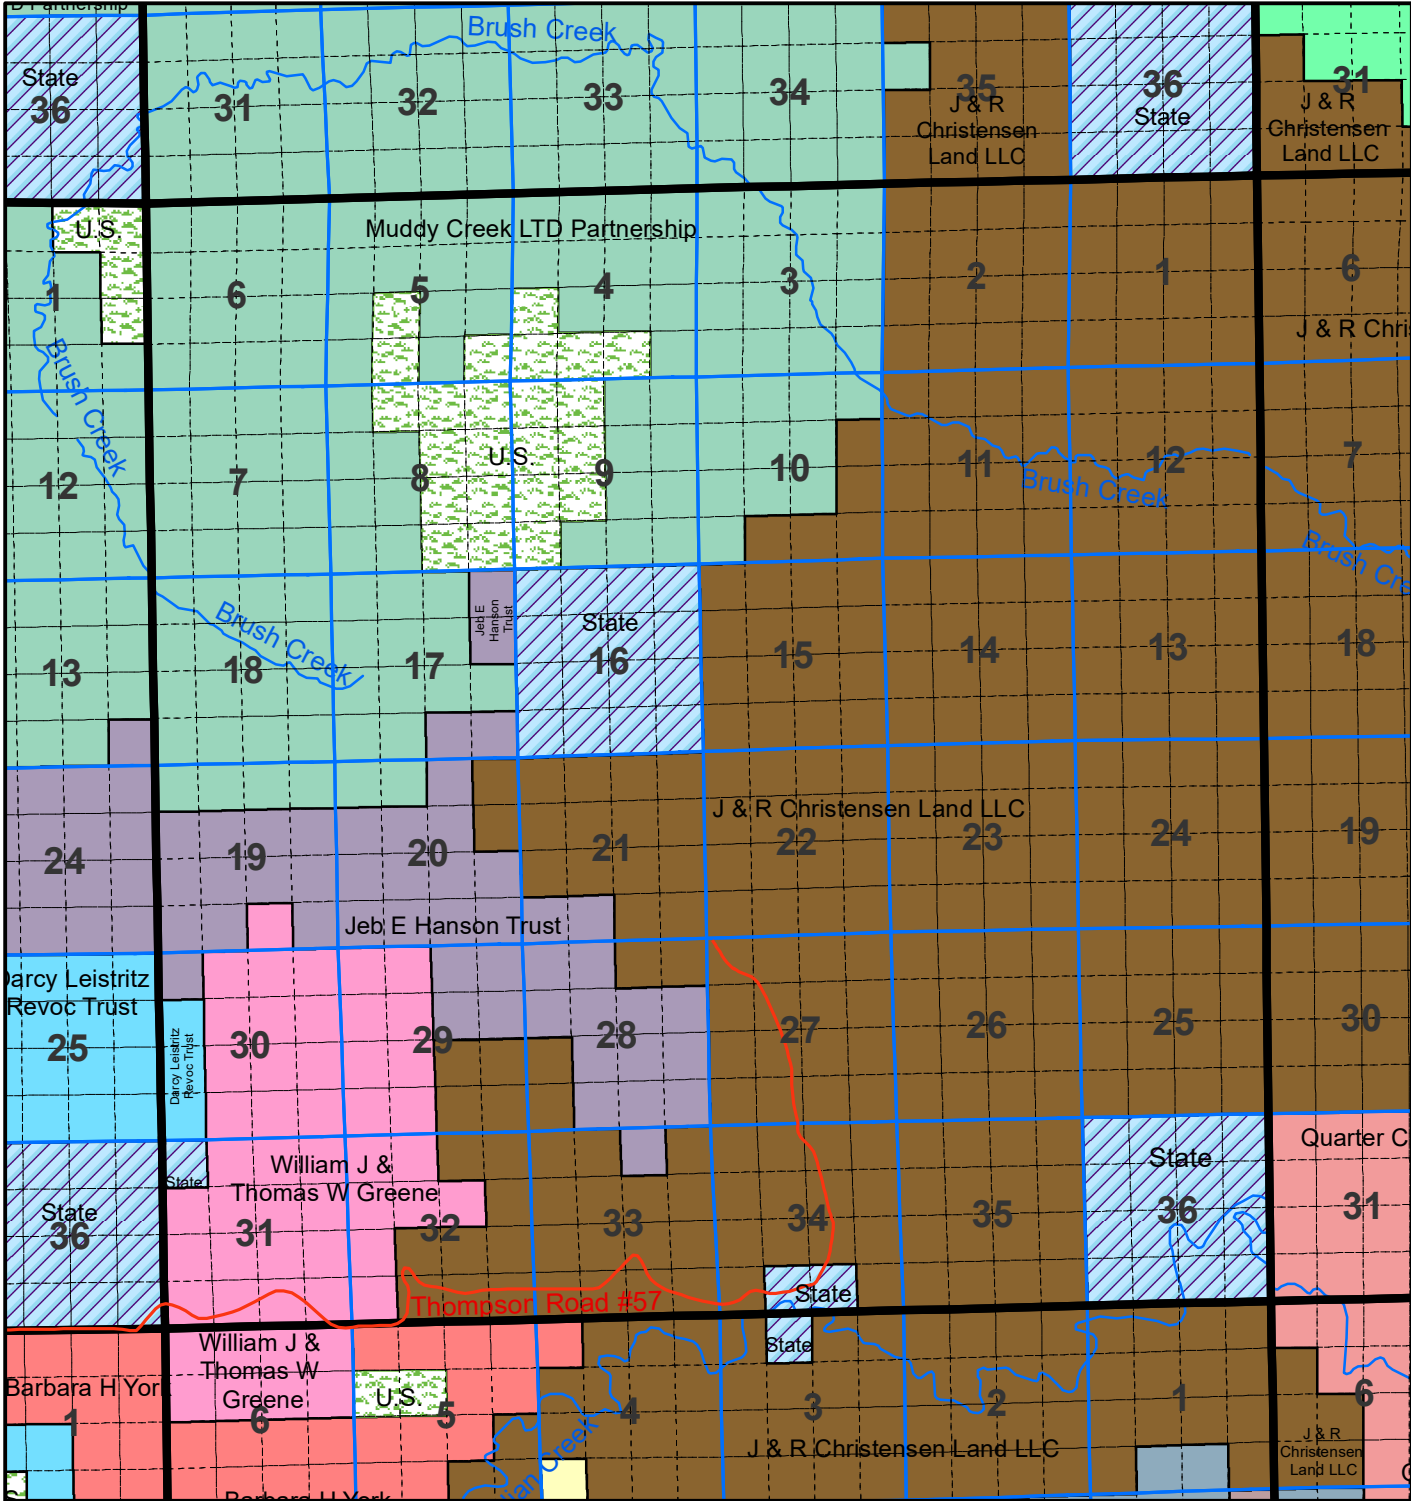 D Partnership
Brush Creek
State
36
31
32
33
34
35
J & R
Christensen
Land LLC
36
State
31
J & R
Christensen
Land LLC
U.S.
Muddy Creek LTD Partnership
1
6
5
4
3
2
1
6
J & R Chri
Brush Creek
12
7
8
U.S.
9
10
11
Brush Creek
12
7
Brush Cre
13
Brush Creek
18
17
Jeb E
Hanson
Trust
State
16
15
14
13
18
J & R Christensen Land LLC
24
19
20
21
22
23
24
19
Jeb E Hanson Trust
Darcy Leistritz
Revoc Trust
25
Darcy Leistritz
Revoc Trust
30
29
28
27
26
25
30
State
36
State
William J &
Thomas W Greene
31
32
33
34
35
State
36
Quarter C
31
State
Thompson Road #57
William J &
Thomas W
Greene
State
Barbara H York
1
6
U.S.
5
4
3
2
1
6
J & R Christensen Land LLC
J & R
Christensen
Land LLC
ian Creek
Barbara H York